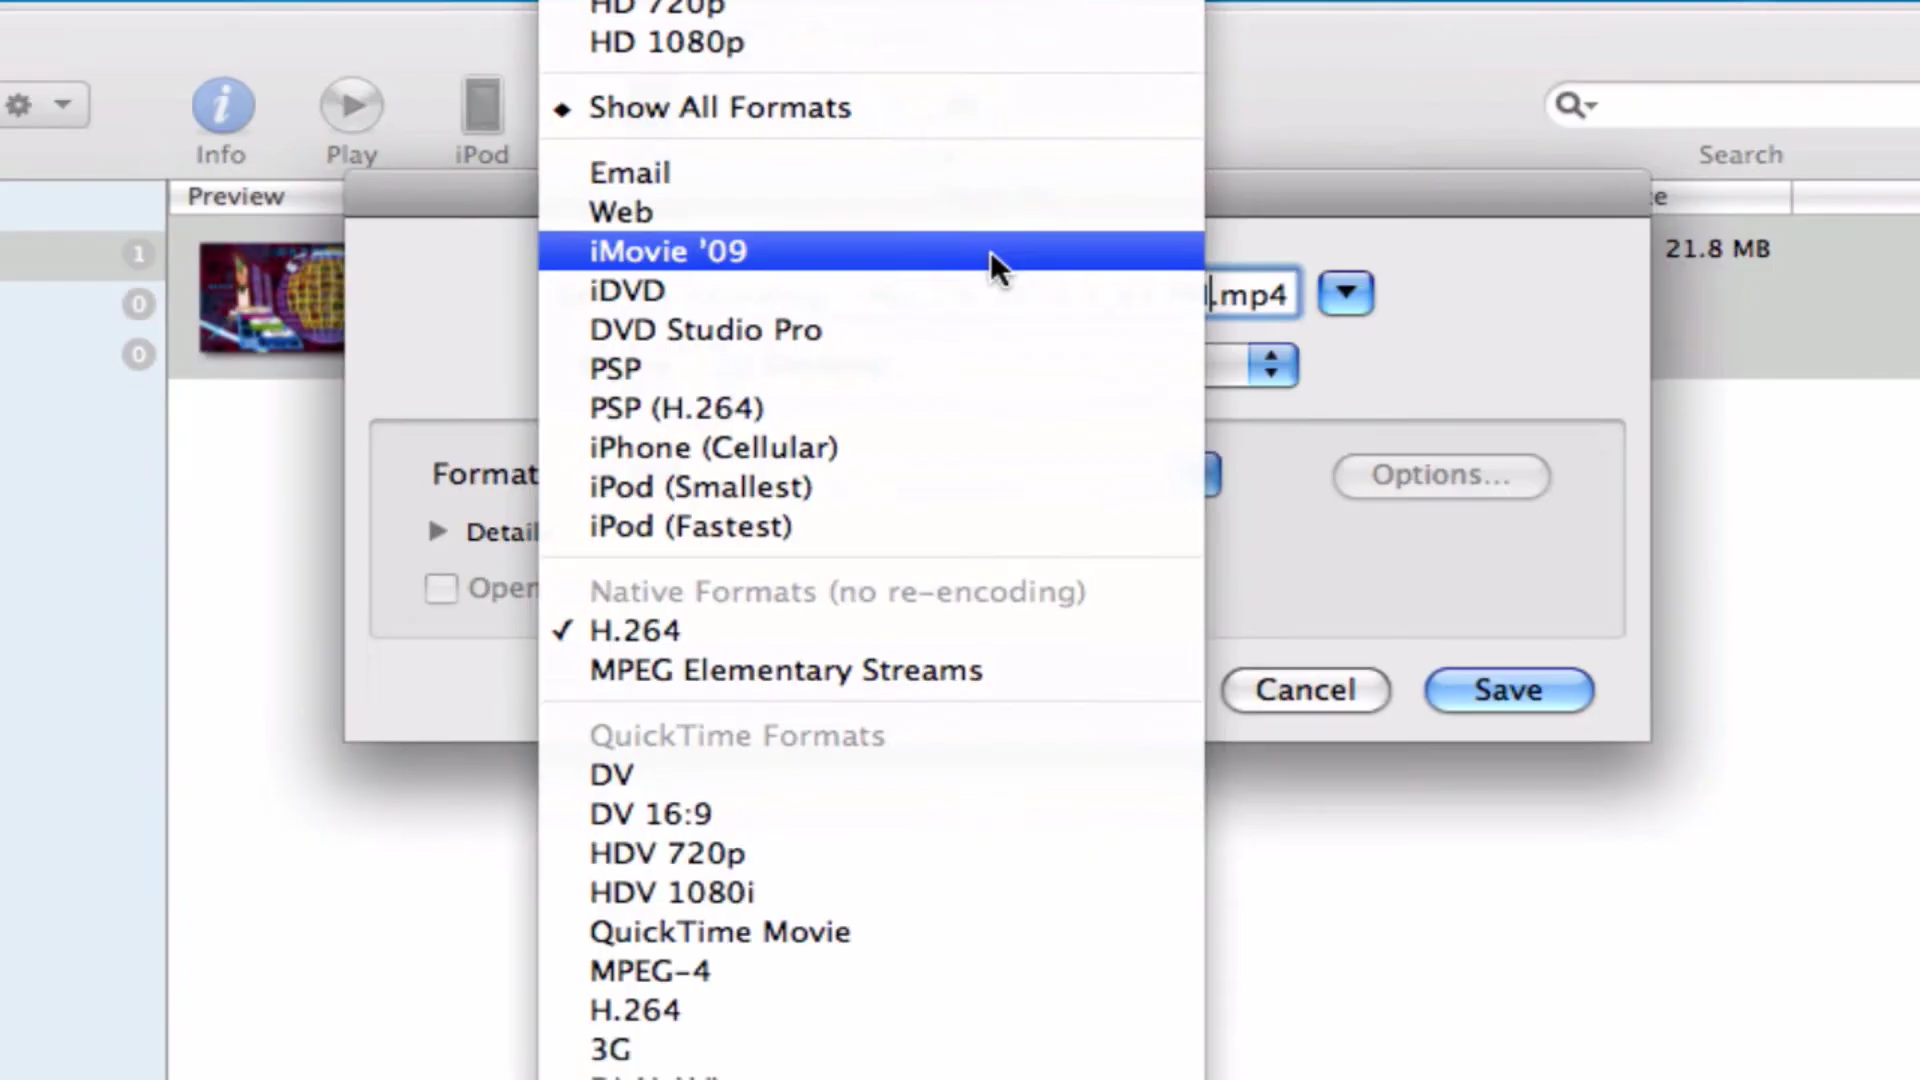 HD 720p
HD 1080p
Show All Formats
Info
Play
iPod
Search
Preview
Email
Web
iMovie '09
iDVD
DVD Studio Pro
PSP
PSP (H.264)
iPhone (Cellular)
iPod (Smallest)
iPod (Fastest)
Native Formats (no re-encoding)
H.264
MPEG Elementary Streams
QuickTime Formats
DV
DV 16:9
HDV 720p
HDV 1080i
QuickTime Movie
MPEG-4
H.264
3G
1
0
0
21.8 MB
.mp4
Format
Detail
Open
Options...
Cancel
Save